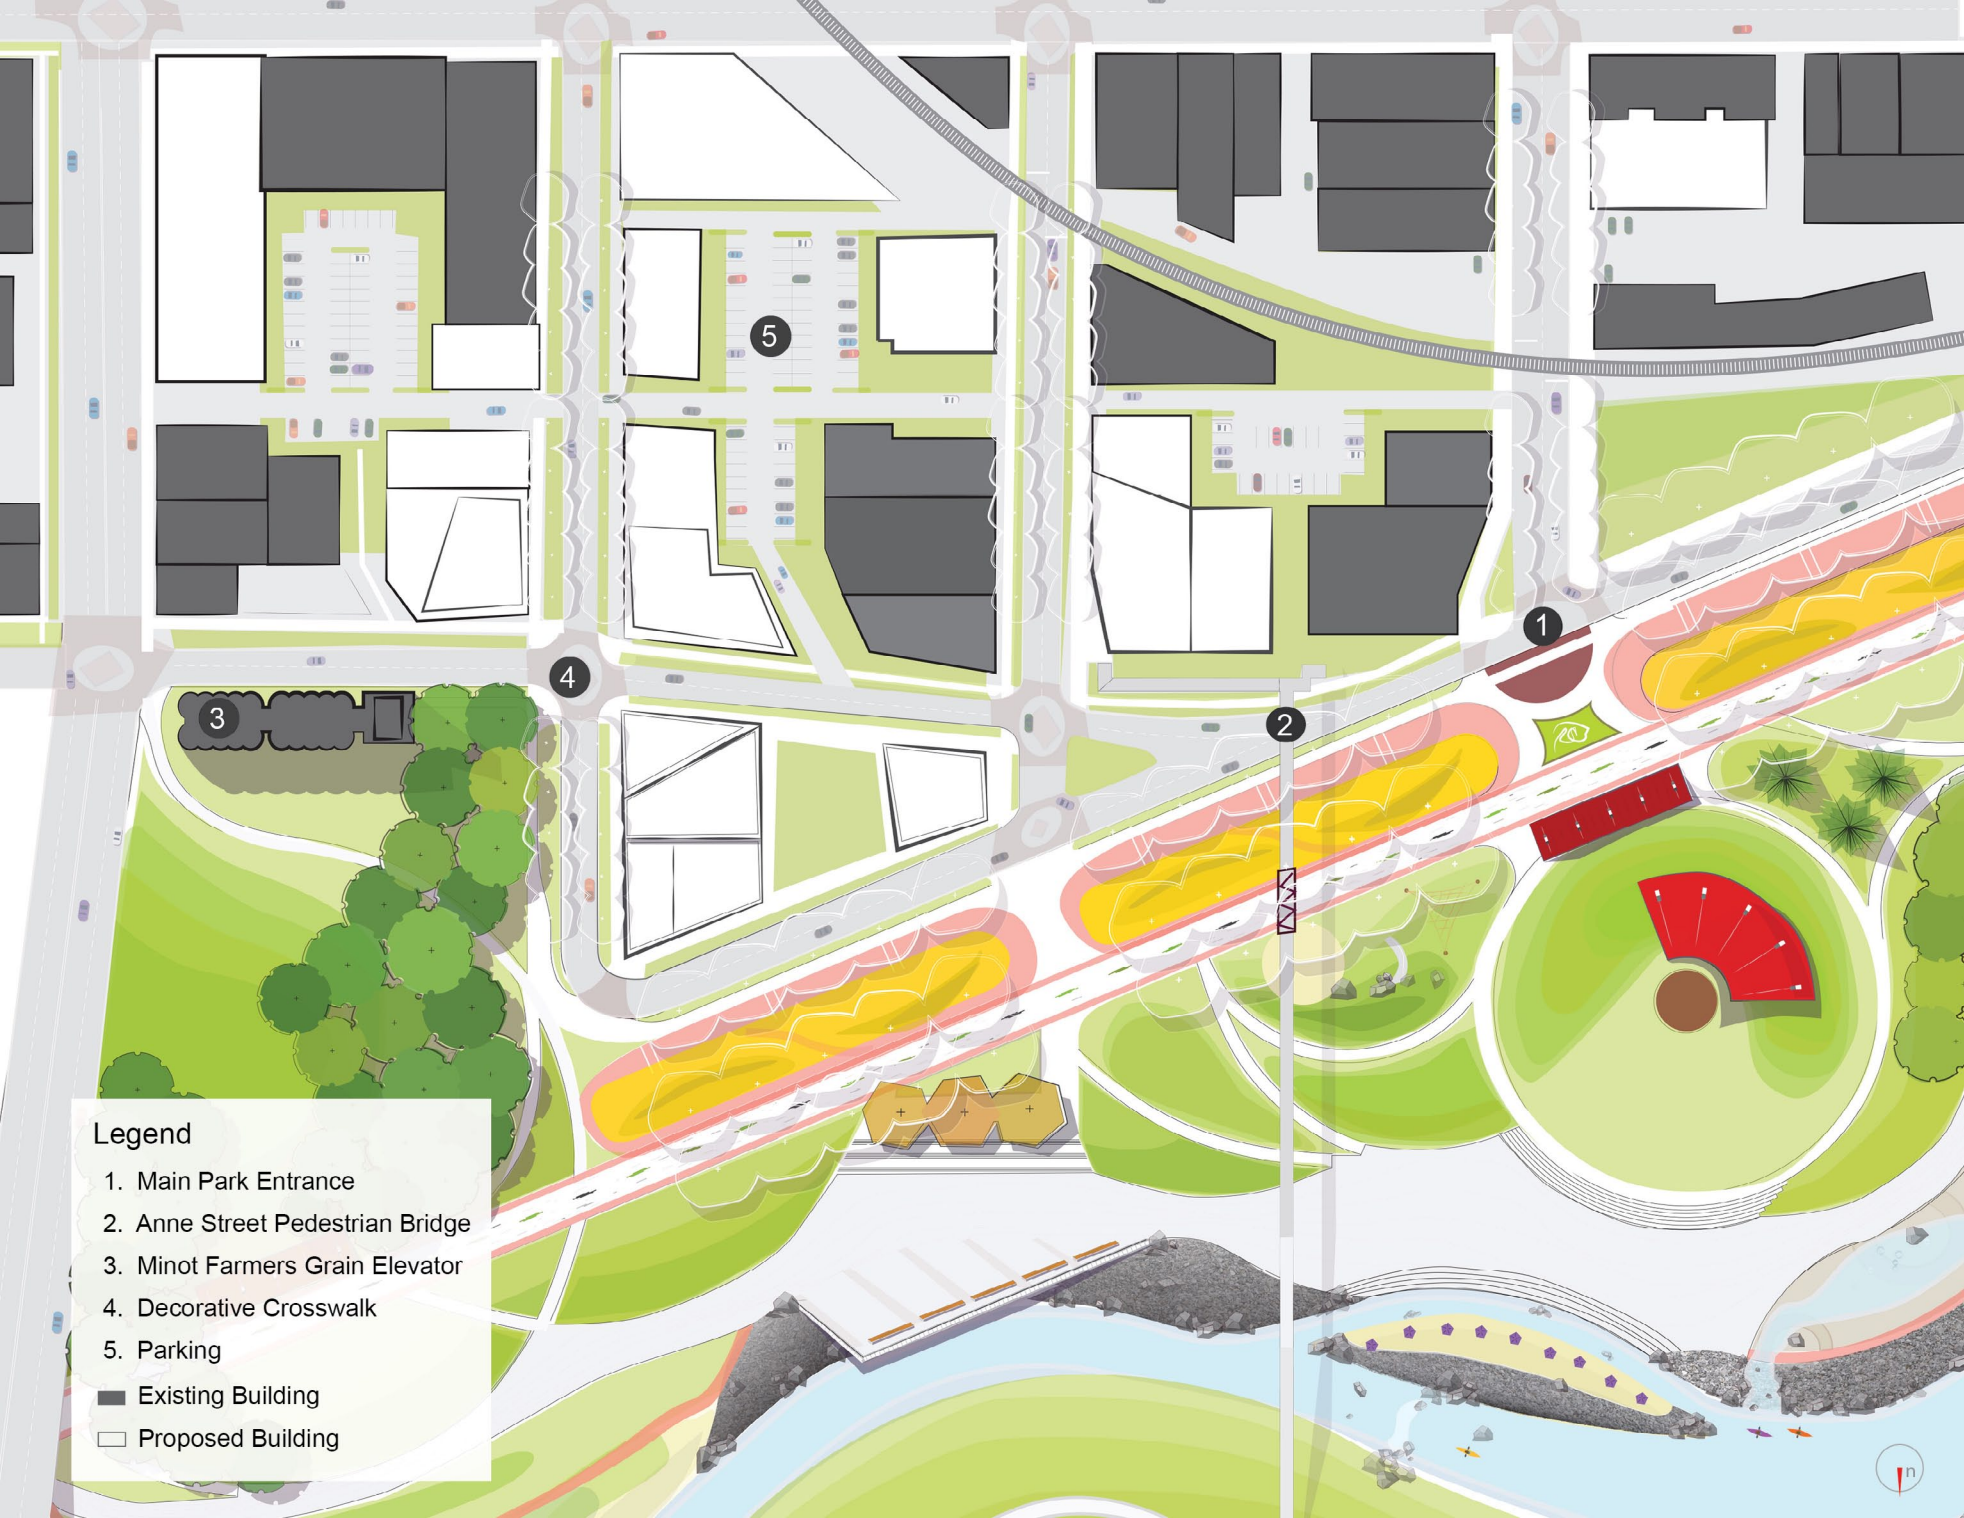 5
1
4
3
2
Legend
1. Main Park Entrance
2. Anne Street Pedestrian Bridge
3. Minot Farmers Grain Elevator
4. Decorative Crosswalk
5. Parking
Existing Building
Proposed Building
n